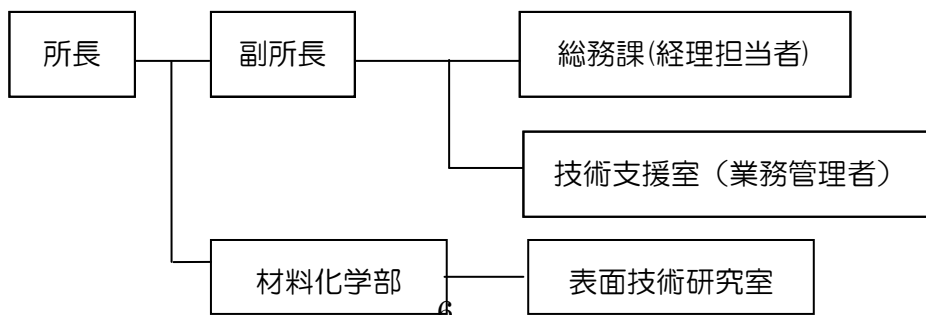 所長
副所長
総務課(経理担当者)
技術支援室（業務管理者）
材料化学部
表面技術研究室
6